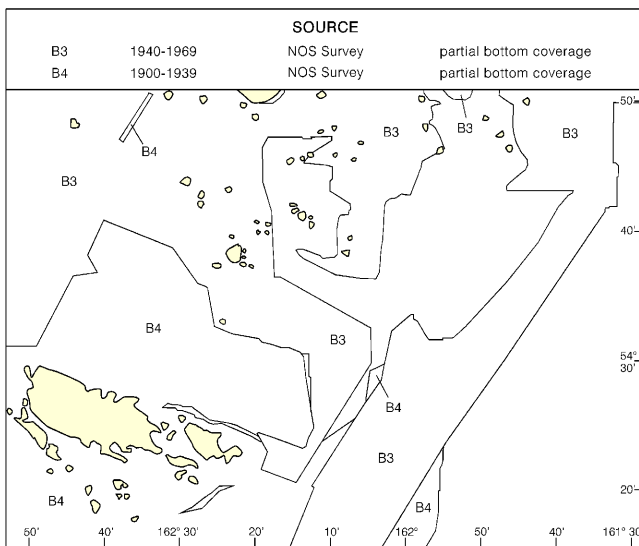 SOURCE
B3 1940-1969 NOS Survey partial bottom coverage
B4 1900-1939 NOS Survey partial bottom coverage
50'
B3
B3
B3
B4
B3
40'
B4
B3
54°
30'
B4
B3
20'
B4
B4
50' 40' 162° 30' 20' 10' 162° 50' 40' 161° 30'